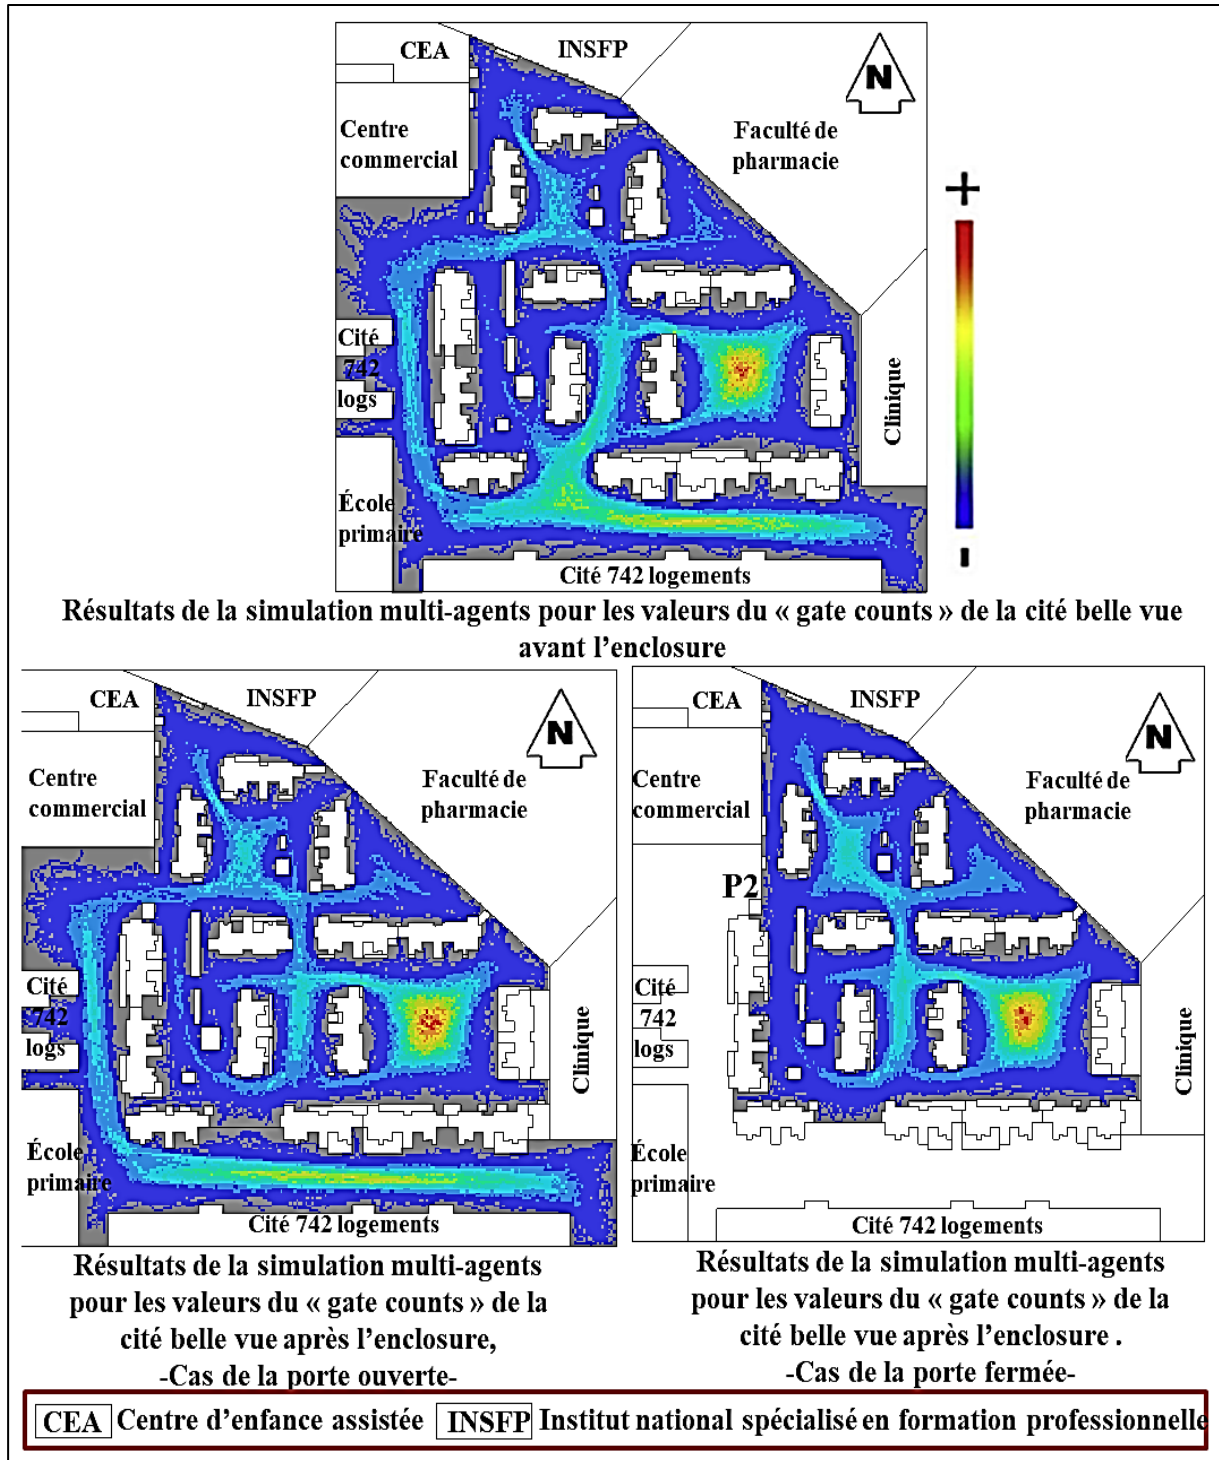 CEA
INSFP
N
Centre
commercial
Faculté de
pharmacie
+
Cité
742
logs
Clinique
École
primaire
Cité 742 logements
-
Résultats de la simulation multi-agents pour les valeurs du « gate counts » de la cité belle vue
avant l’enclosure
CEA
INSFP
N
Centre
commercial
Faculté de
pharmacie
Cité
742
logs
Clinique
École
primaire
Cité 742 logements
Résultats de la simulation multi-agents
pour les valeurs du « gate counts » de la
cité belle vue après l’enclosure,
-Cas de la porte ouverte-
CEA
INSFP
N
Centre
commercial
Faculté de
pharmacie
P2
Cité
742
logs
Clinique
École
primaire
Cité 742 logements
Résultats de la simulation multi-agents
pour les valeurs du « gate counts » de la
cité belle vue après l’enclosure .
-Cas de la porte fermée-
CEA Centre d’enfance assistée INSFP Institut national spécialisé en formation professionnelle